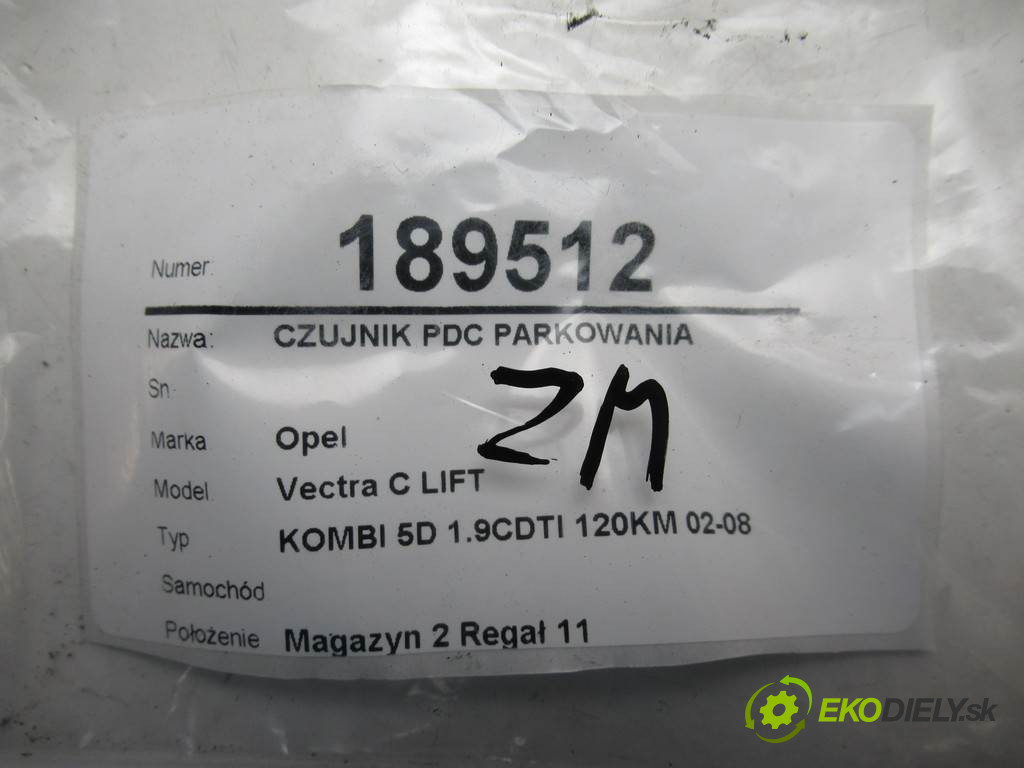 Numer: 189512
Nazwa: CZUJNIK PDC PARKOWANIA
Sn
ZM
Marka Opel
Model Vectra C LIFT
Typ KOMBI 5D 1.9CDTI 120KM 02-08
Samochód
Położenie Magazyn 2 Regał 11
EKODIELY.sk